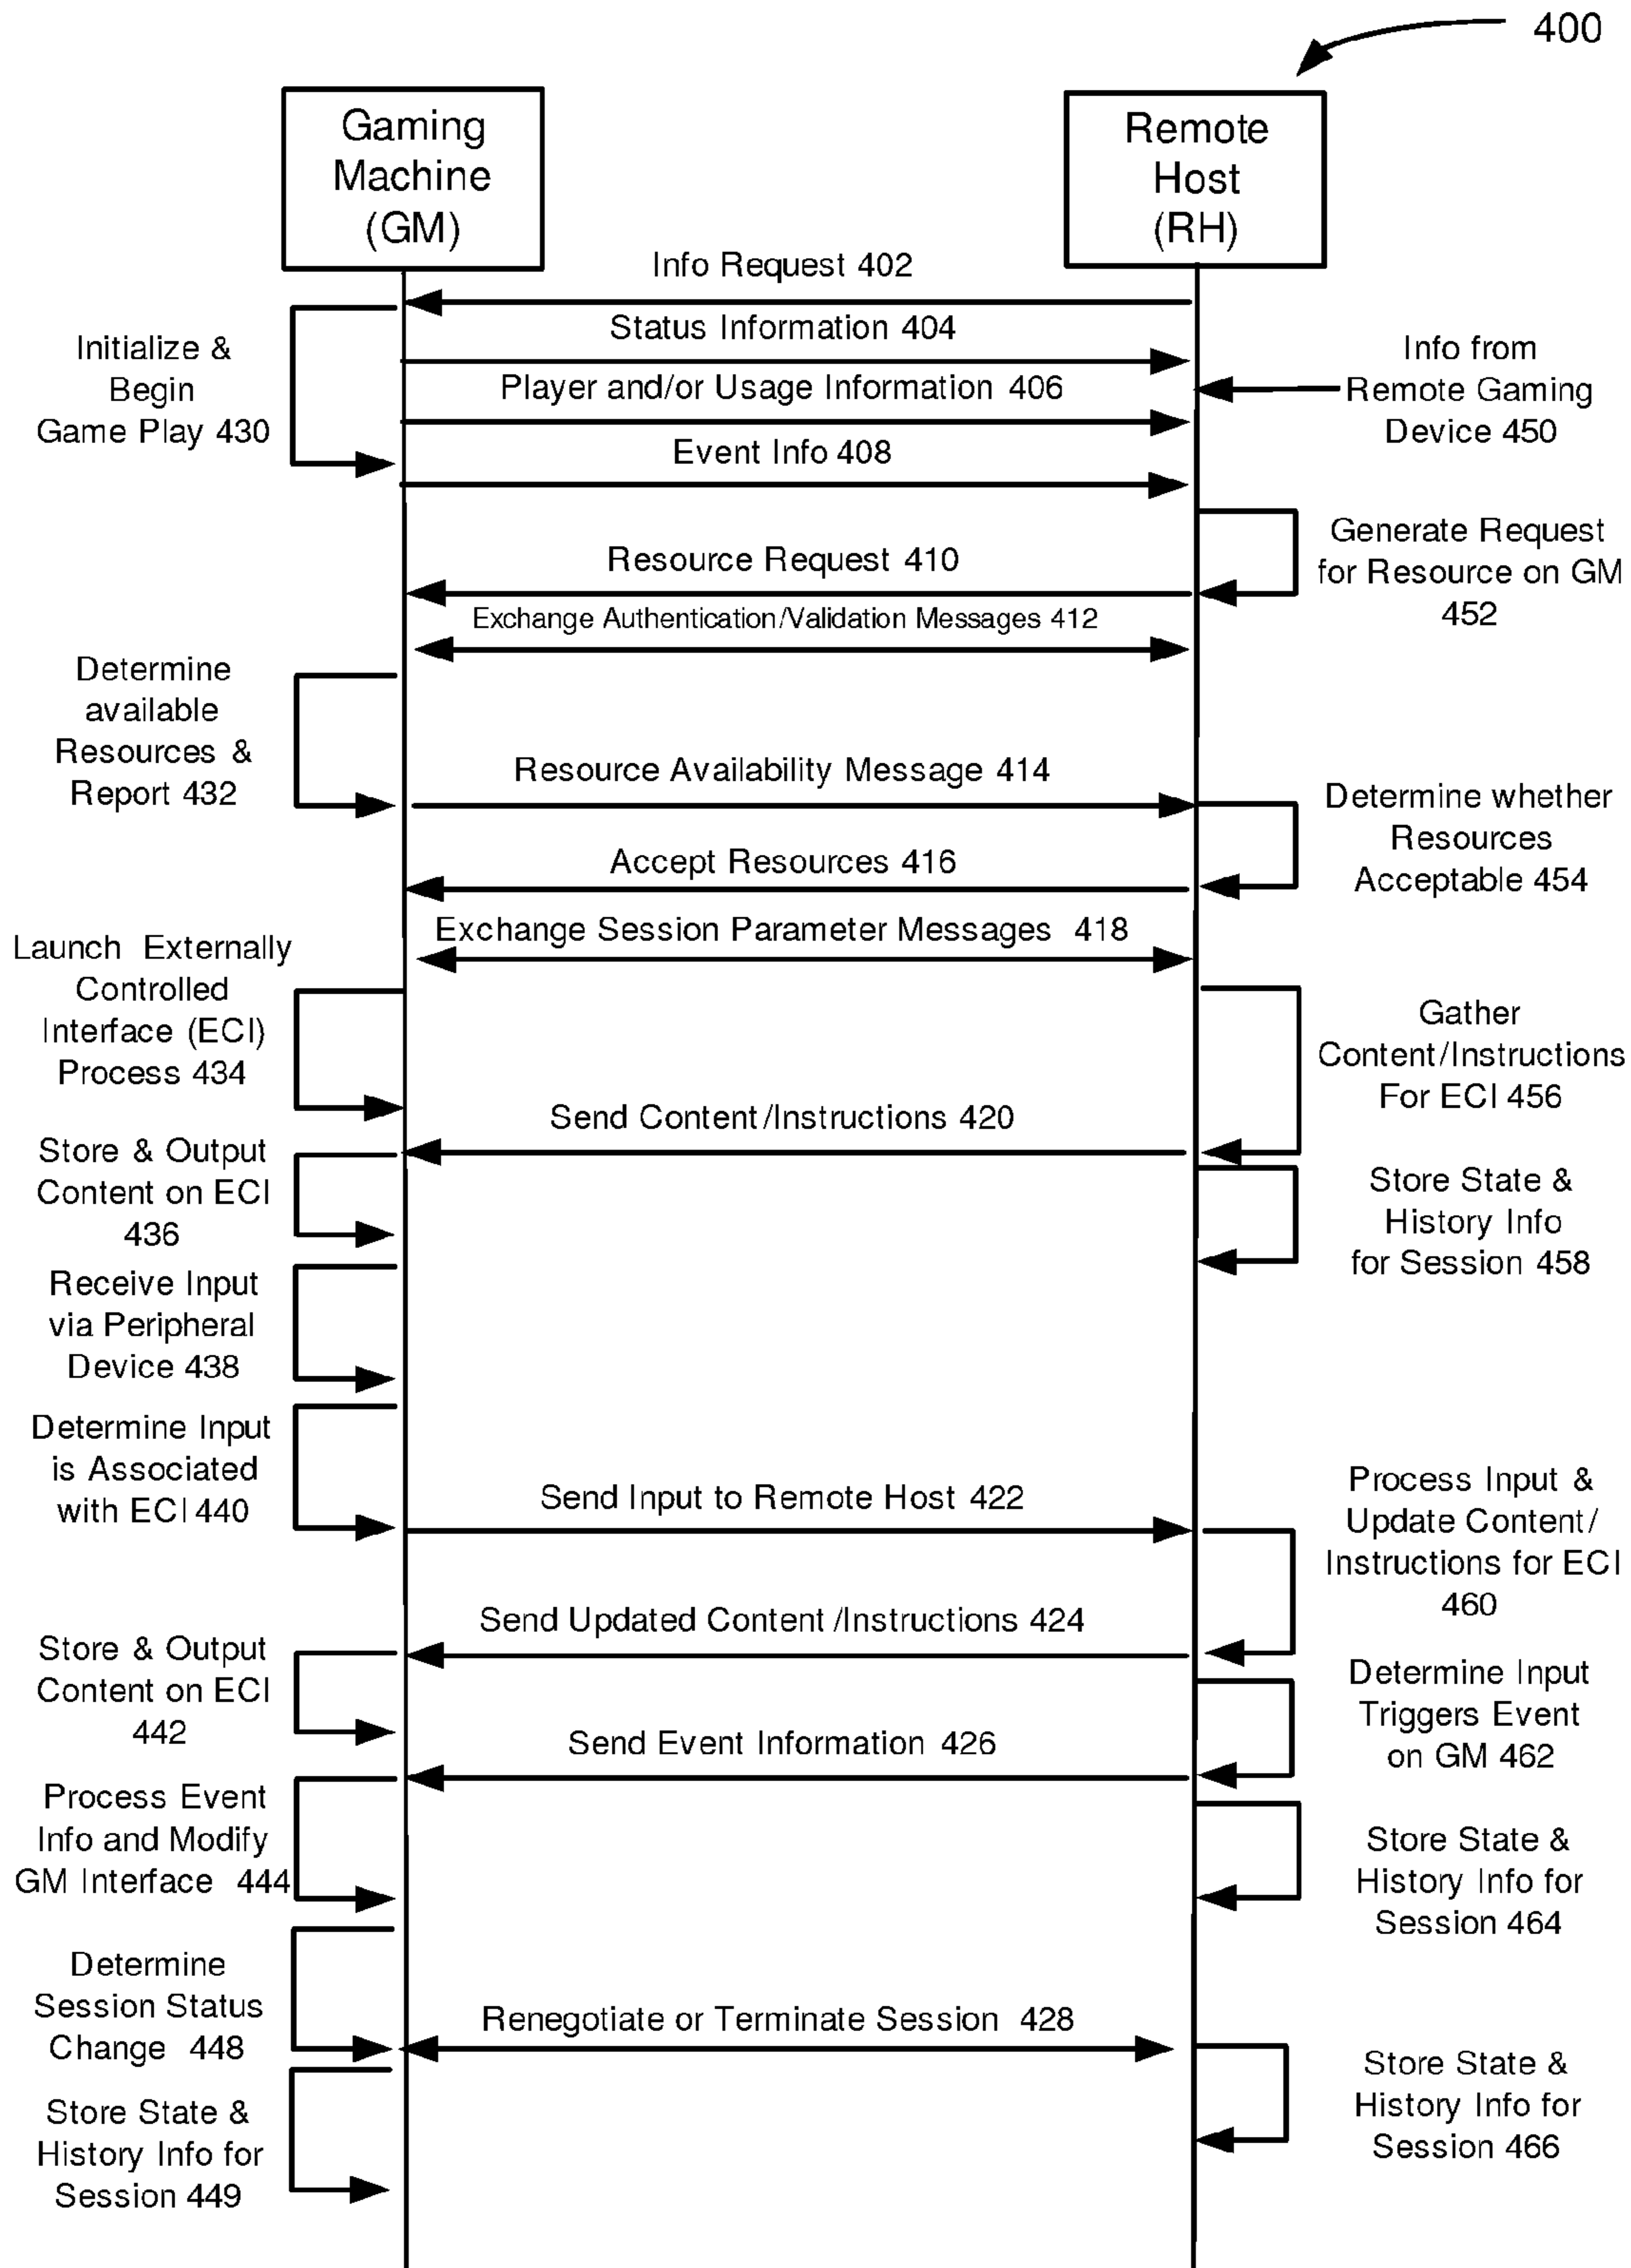 400
Gaming
Machine
(GM)
Remote
Host
(RH)
Info Request 402
Status Information 404
Player and/or Usage Information 406
Event Info 408
Initialize &
Begin
Game Play 430
Info from
Remote Gaming
Device 450
Generate Request
for Resource on GM
452
Resource Request 410
Exchange Authentication/Validation Messages 412
Determine
available
Resources &
Report 432
Resource Availability Message 414
Determine whether
Resources
Acceptable 454
Accept Resources 416
Exchange Session Parameter Messages 418
Launch Externally
Controlled
Interface (ECI)
Process 434
Gather
Content/Instructions
For ECI 456
Send Content/Instructions 420
Store & Output
Content on ECI
436
Store State &
History Info
for Session 458
Receive Input
via Peripheral
Device 438
Determine Input
is Associated
with ECI 440
Send Input to Remote Host 422
Process Input &
Update Content/
Instructions for ECI
460
Send Updated Content /Instructions 424
Store & Output
Content on ECI
442
Determine Input
Triggers Event
on GM 462
Send Event Information 426
Process Event
Info and Modify
GM Interface 444
Store State &
History Info for
Session 464
Determine
Session Status
Change 448
Renegotiate or Terminate Session 428
Store State &
History Info for
Session 466
Store State &
History Info for
Session 449